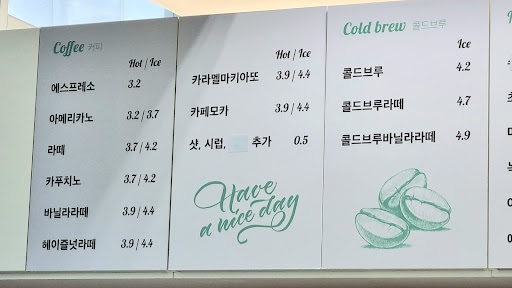 Coffee 커피
Hot / Ice
에스프레소 3.2
아메리카노 3.2 / 3.7
라떼 3.7 / 4.2
카푸치노 3.7 / 4.2
바닐라라떼 3.9 / 4.4
헤이즐넛라떼 3.9 / 4.4
Hot / Ice
카라멜마키아또 3.9 / 4.4
카페모카 3.9 / 4.4
샷, 시럽, 추가 0.5
Have
a nice day
Cold brew 콜드브루
Ice
콜드브루 4.2
콜드브루라떼 4.7
콜드브루바닐라라떼 4.9